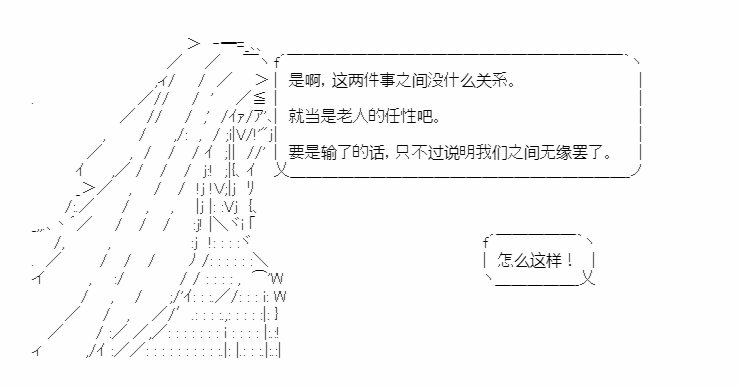 是啊，这两件事之间没什么关系。
就当是老人的任性吧。
要是输了的话，只不过说明我们之间无缘罢了。
怎么这样！